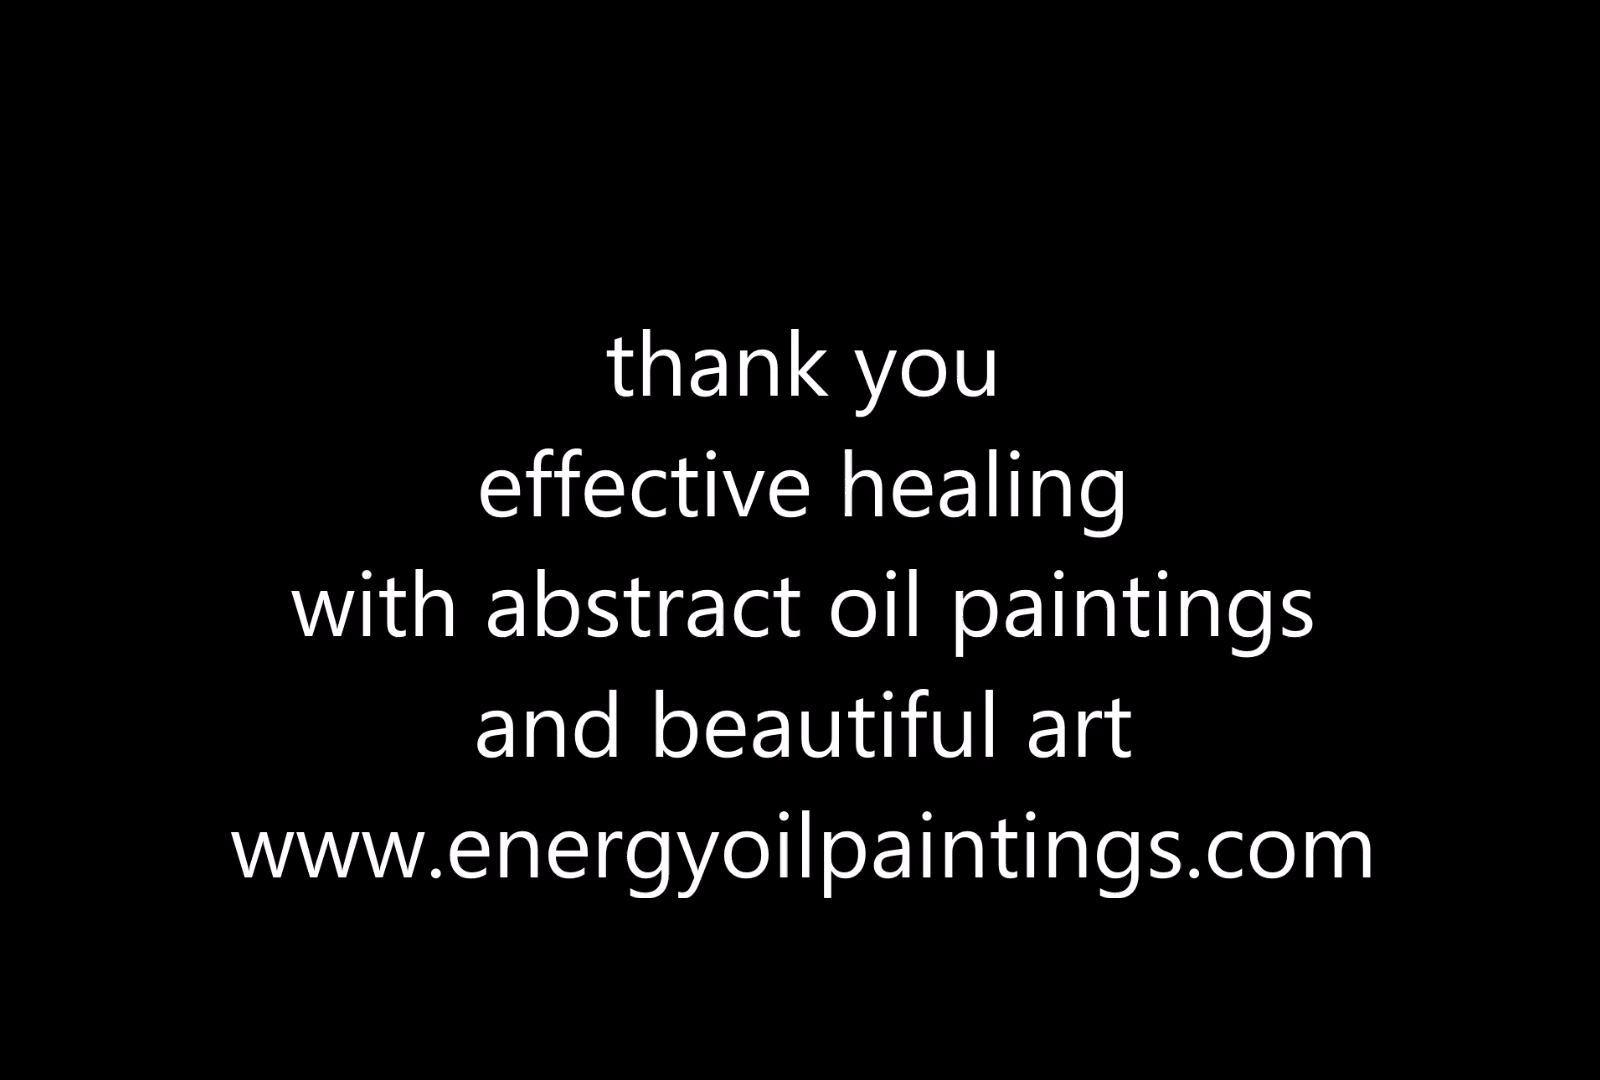 thank you
effective healing
with abstract oil paintings
and beautiful art
www.energyoilpaintings.com